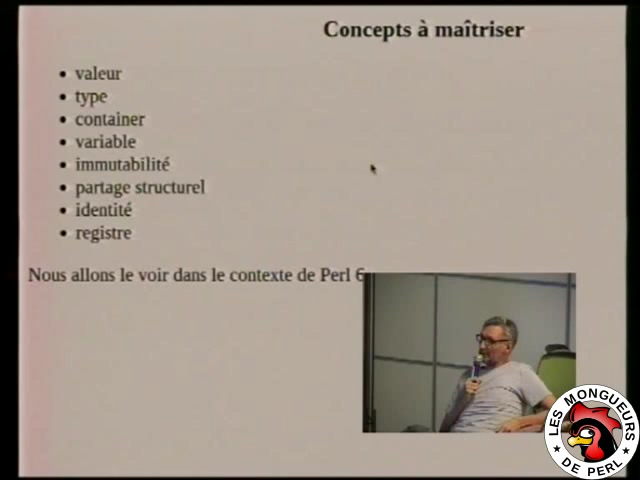 Concepts à maîtriser
valeur
type
container
variable
immutabilité
partage structurel
identité
registre
Nous allons le voir dans le contexte de Perl 6
LES MONGUEURS
DE PERL